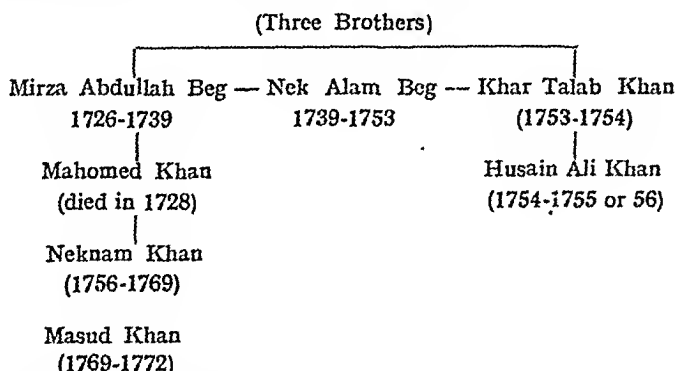 (Three Brothers)
Mirza Abdullah Beg — Nek Alam Beg — Khar Talab Khan
1726-1739 1739-1753 (1753-1754)
Mahomed Khan Husain Ali Khan
(died in 1728) (1754-1755 or 56)
Neknam Khan
(1756-1769)
Masud Khan
(1769-1772)